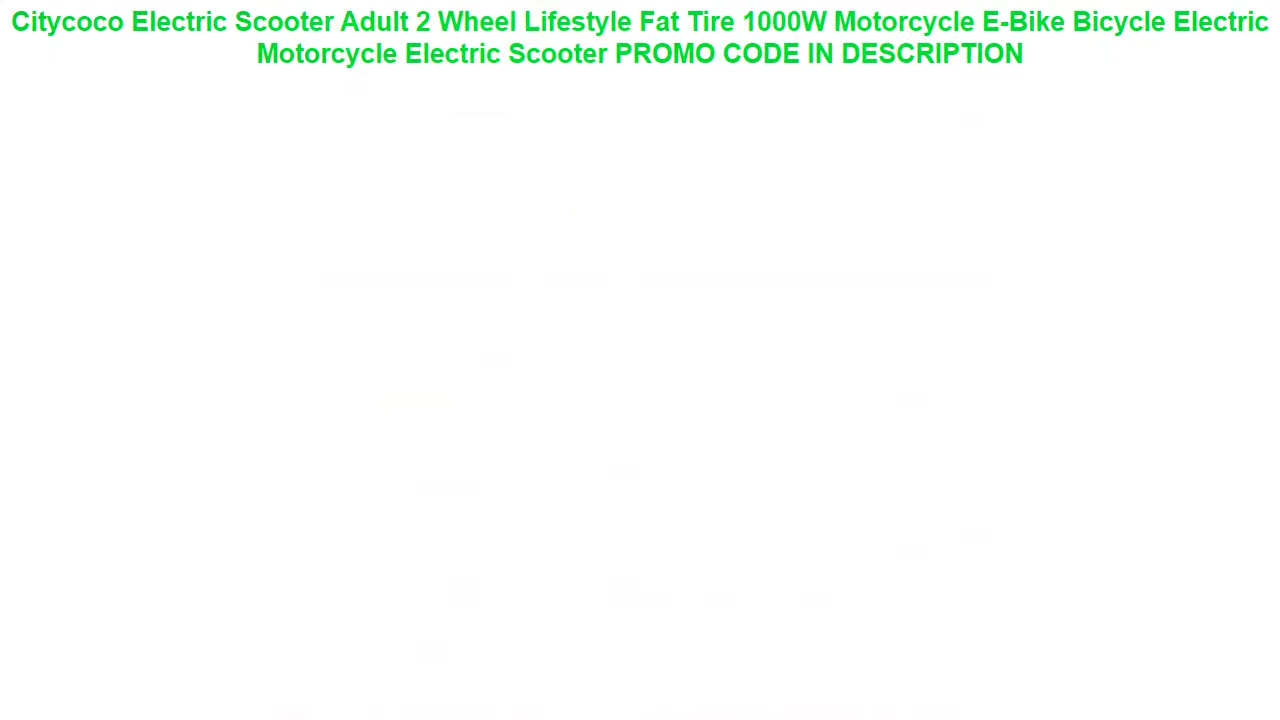 Citycoco Electric Scooter Adult 2 Wheel Lifestyle Fat Tire 1000W Motorcycle E-Bike Bicycle Electric
Motorcycle Electric Scooter PROMO CODE IN DESCRIPTION